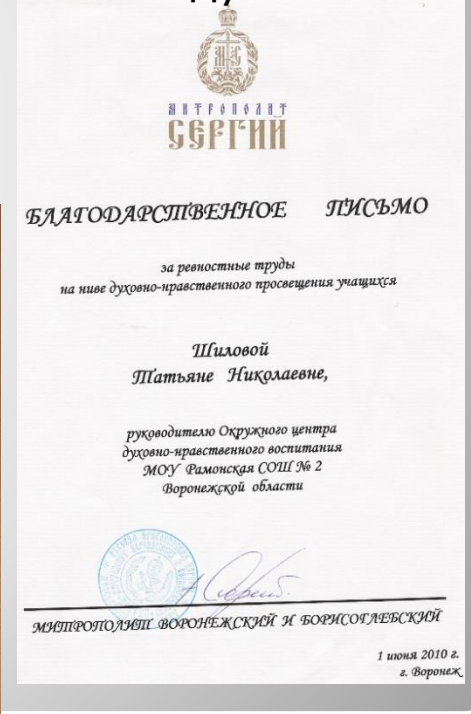 МИТРОПОЛИТ
СЕРГИЙ
БЛАГОДАРСТВЕННОЕ ПИСЬМО
за ревностные труды
на ниве духовно-нравственного просвещения учащихся
Шиловой
Татьяне Николаевне,
руководителю Окружного центра
духовно-нравственного воспитания
МОУ Рамонская СОШ № 2
Воронежской области
МИТРОПОЛИТ ВОРОНЕЖСКИЙ И БОРИСОГЛЕБСКИЙ
1 июня 2010 г.
г. Воронеж